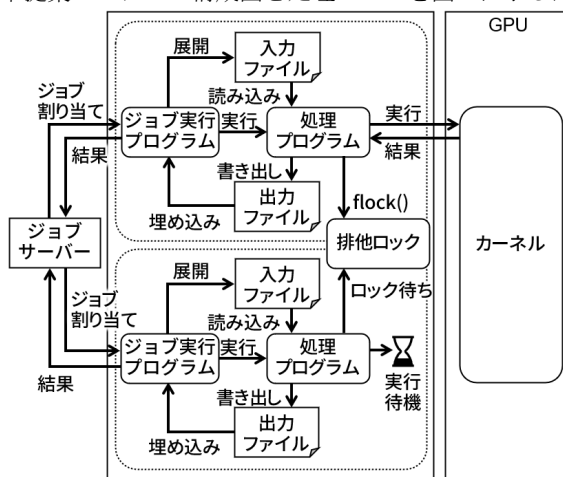 GPU
入力
ファイル
展開
読み込み
ジョブ
割り当て
ジョブ実行
プログラム
実行
処理
プログラム
実行
結果
結果
書き出し
出力
ファイル
埋め込み
flock()
排他ロック
カーネル
ジョブ
サーバー
展開
入力
ファイル
ロック待ち
ジョブ
割り当て
読み込み
ジョブ実行
プログラム
実行
処理
プログラム
実行
待機
結果
書き出し
出力
ファイル
埋め込み